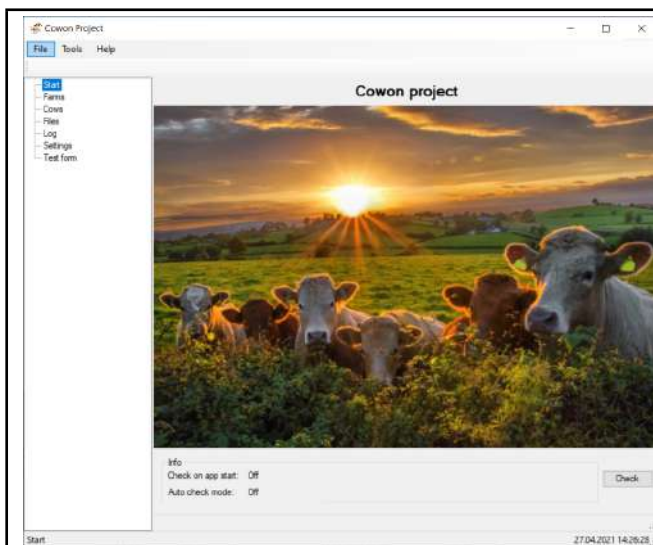 Cowon Project
File Tools Help
Start
Farms
Cows
Files
Log
Settings
Test form
Cowon project
Info
Check on app start: Off
Auto check mode: Off
Check
Start 27.04.2021 14:26:28